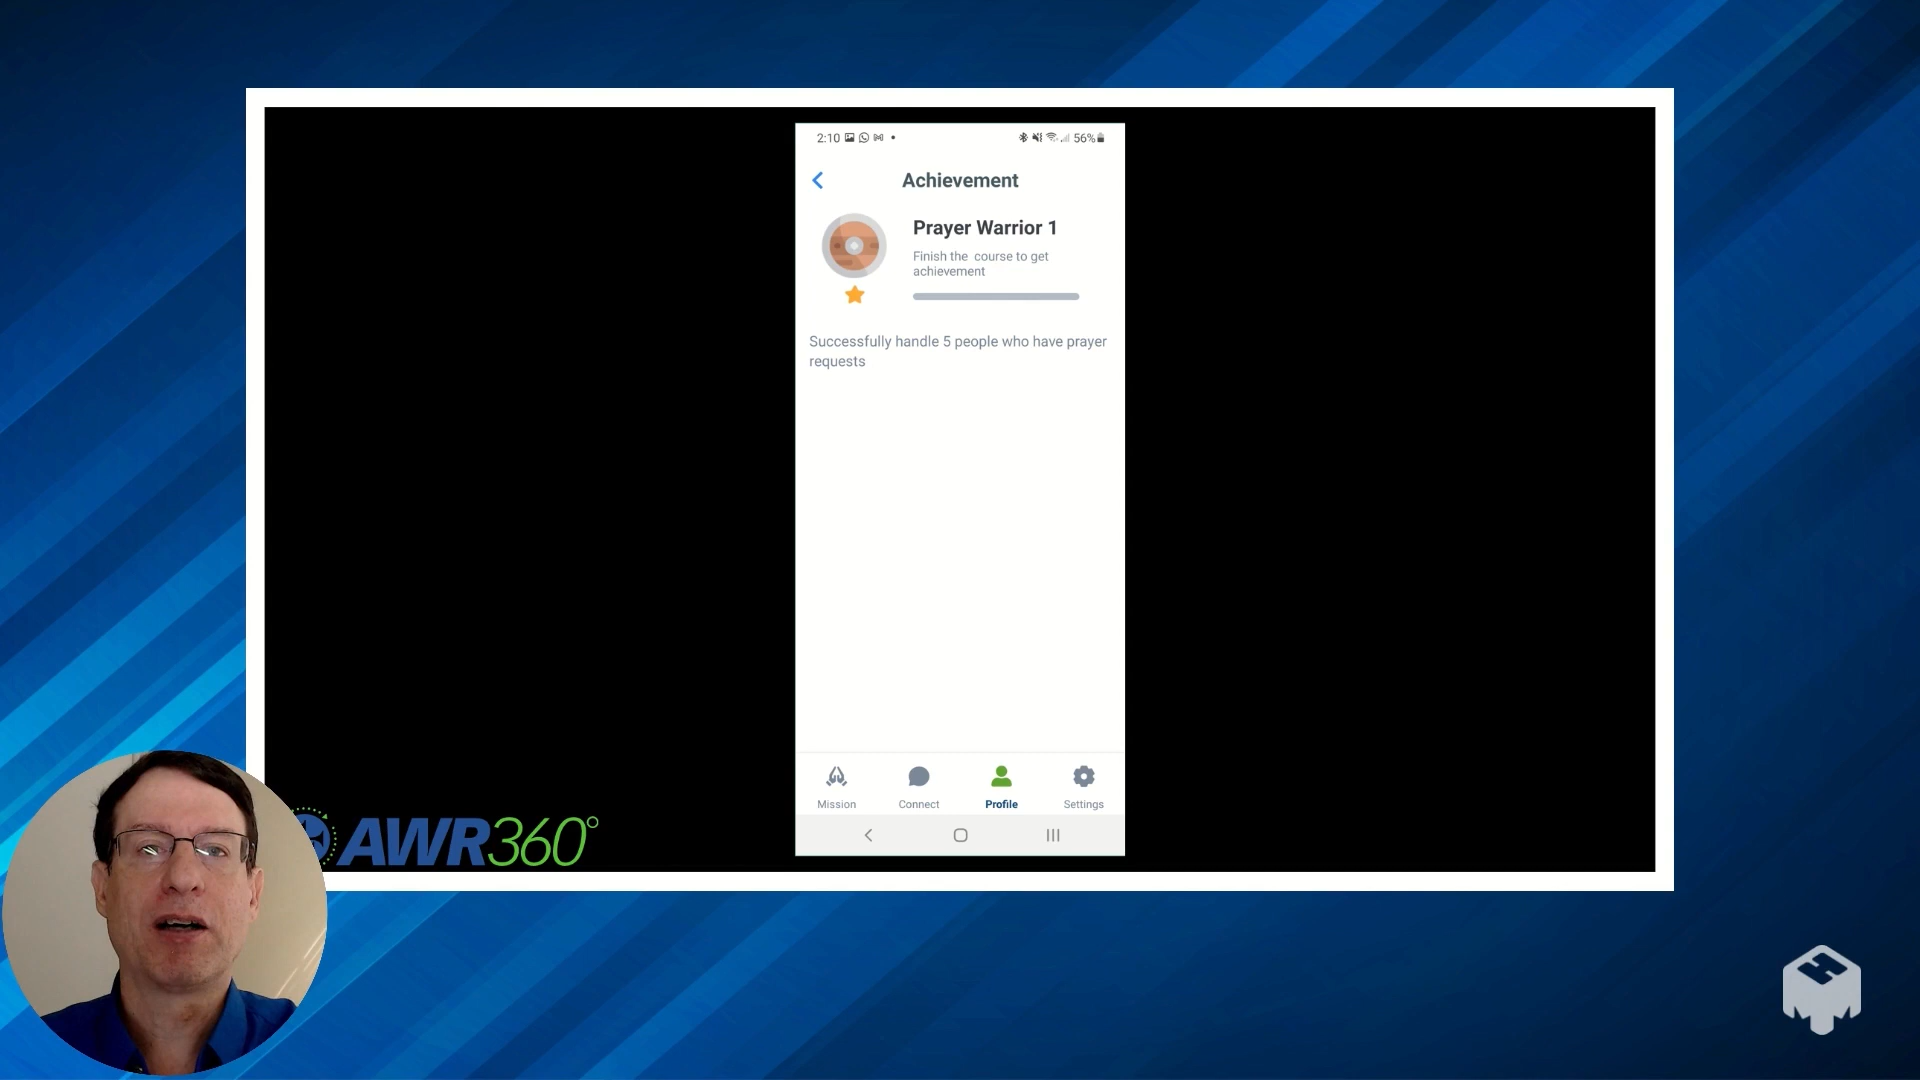 2:10
56%
Achievement
Prayer Warrior 1
Finish the  course to get
achievement
Successfully handle 5 people who have prayer
requests
Mission
Connect
Profile
Settings
AWR360°